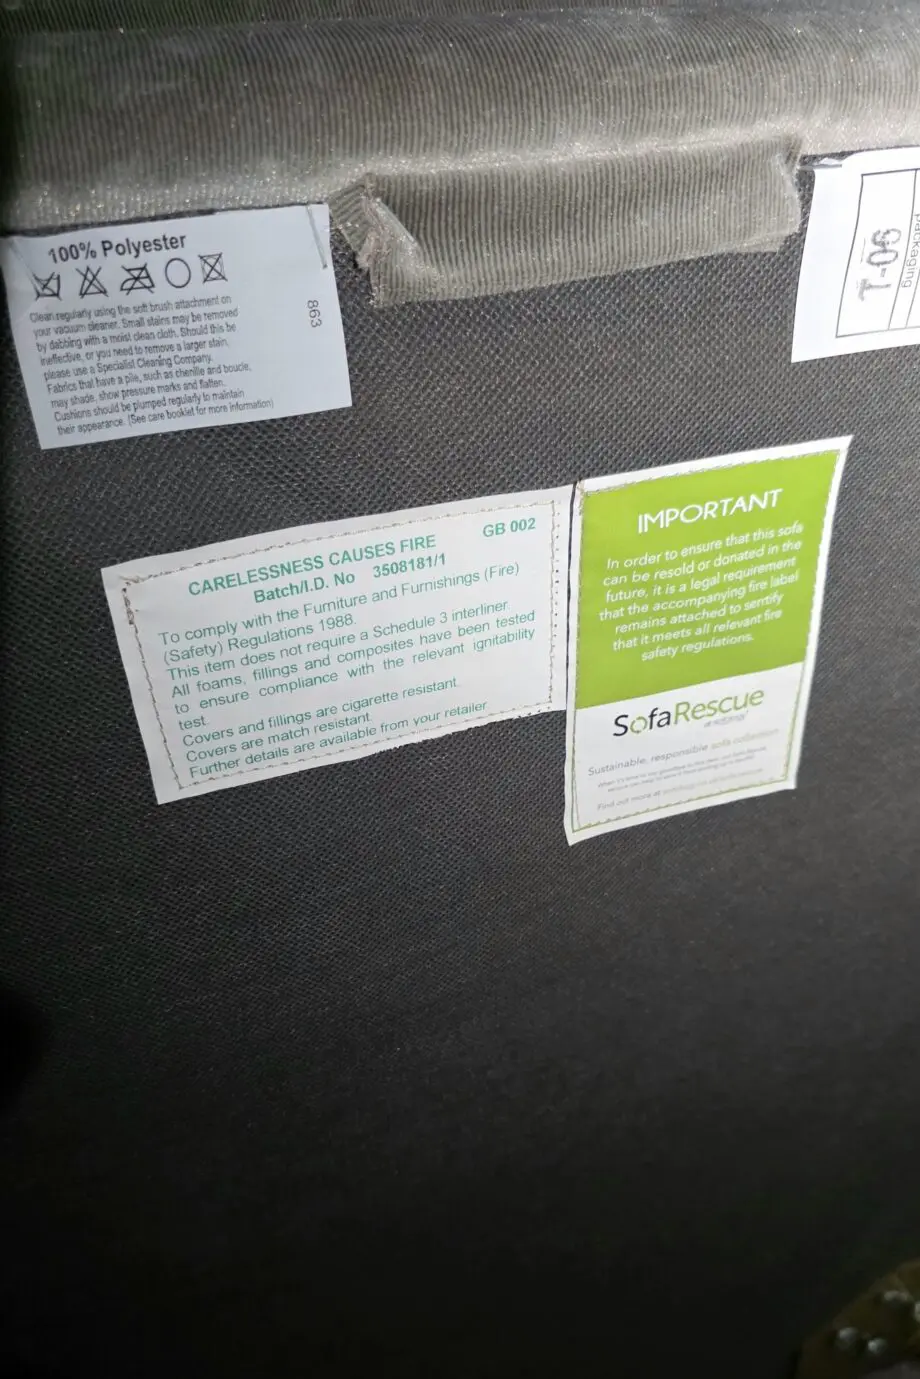 100% Polyester
Clean regularly using the soft brush attachment on
your vacuum cleaner. Small stains may be removed
by dabbing with a moist clean cloth. Should this be
ineffective, or you need to remove a larger stain,
please use a Specialist Cleaning Company.
Fabrics that have a pile, such as chenille and boucle,
may shade, show pressure marks and flatten.
Cushions should be plumped regularly to maintain
their appearance. (See care booklet for more information)
863
T-06
packaging
CARELESSNESS CAUSES FIRE
GB 002
Batch/I.D. No 3508181/1
To comply with the Furniture and Furnishings (Fire)
(Safety) Regulations 1988.
This item does not require a Schedule 3 interliner
All foams, fillings and composites have been tested
to ensure compliance with the relevant ignitability
test.
Covers and fillings are cigarette resistant.
Covers are match resistant.
Further details are available from your retailer
IMPORTANT
In order to ensure that this sofa
can be resold or donated in the
future, it is a legal requirement
that the accompanying fire label
remains attached to sentify
that it meets all relevant fire
safety regulations.
SofaRescue
Sustainable, responsible sofa collection
Find out more at